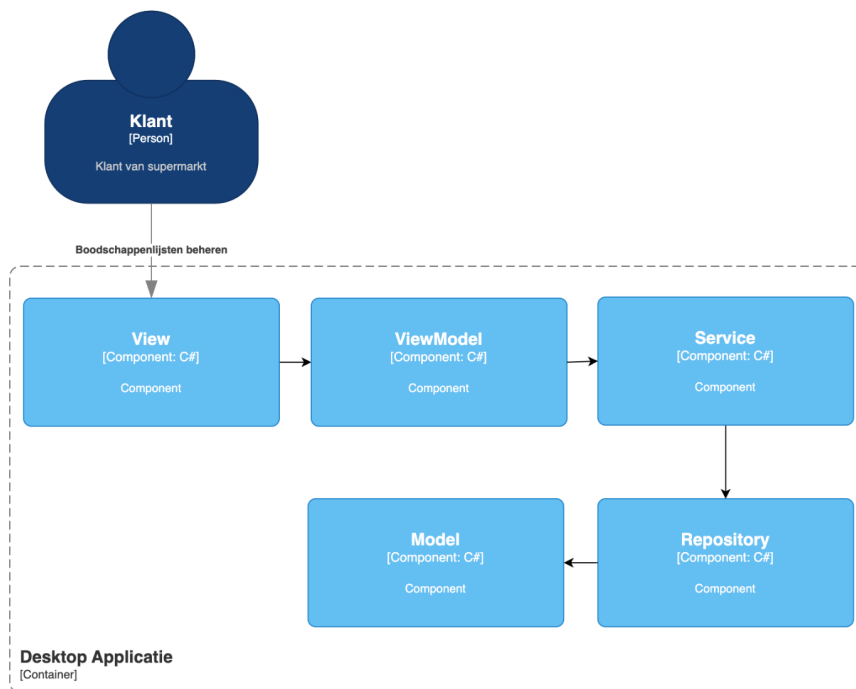 Klant
[Person]
Klant van supermarkt
Boodschappenlijsten beheren
View
[Component: C#]
Component
ViewModel
[Component: C#]
Component
Service
[Component: C#]
Component
Model
[Component: C#]
Component
Repository
[Component: C#]
Component
Desktop Applicatie
[Container]